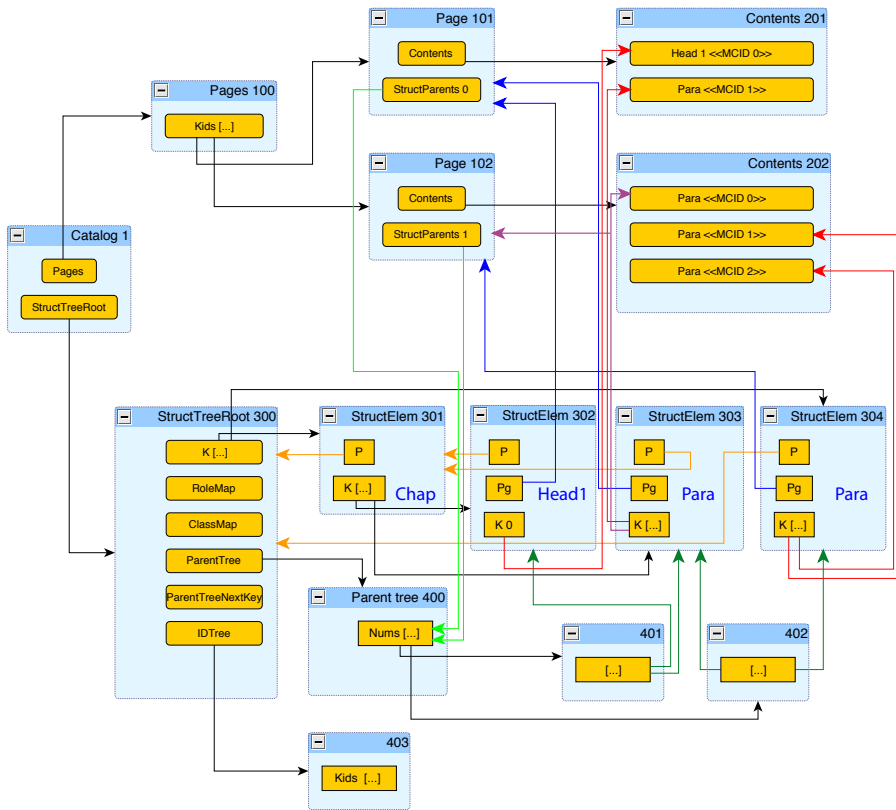 Page 101
Contents
StructParents 0
Contents 201
Head 1 <<MCID 0>>
Para <<MCID 1>>
Pages 100
Kids [...]
Page 102
Contents
StructParents 1
Contents 202
Para <<MCID 0>>
Para <<MCID 1>>
Para <<MCID 2>>
Catalog 1
Pages
StructTreeRoot
StructTreeRoot 300
K [...]
RoleMap
ClassMap
ParentTree
ParentTreeNextKey
IDTree
StructElem 301
P
K [...]
Chap
StructElem 302
P
Pg
Head1
K 0
StructElem 303
P
Pg
Para
K [...]
StructElem 304
P
Pg
Para
K [...]
Parent tree 400
Nums [...]
401
[...]
402
[...]
403
Kids [...]